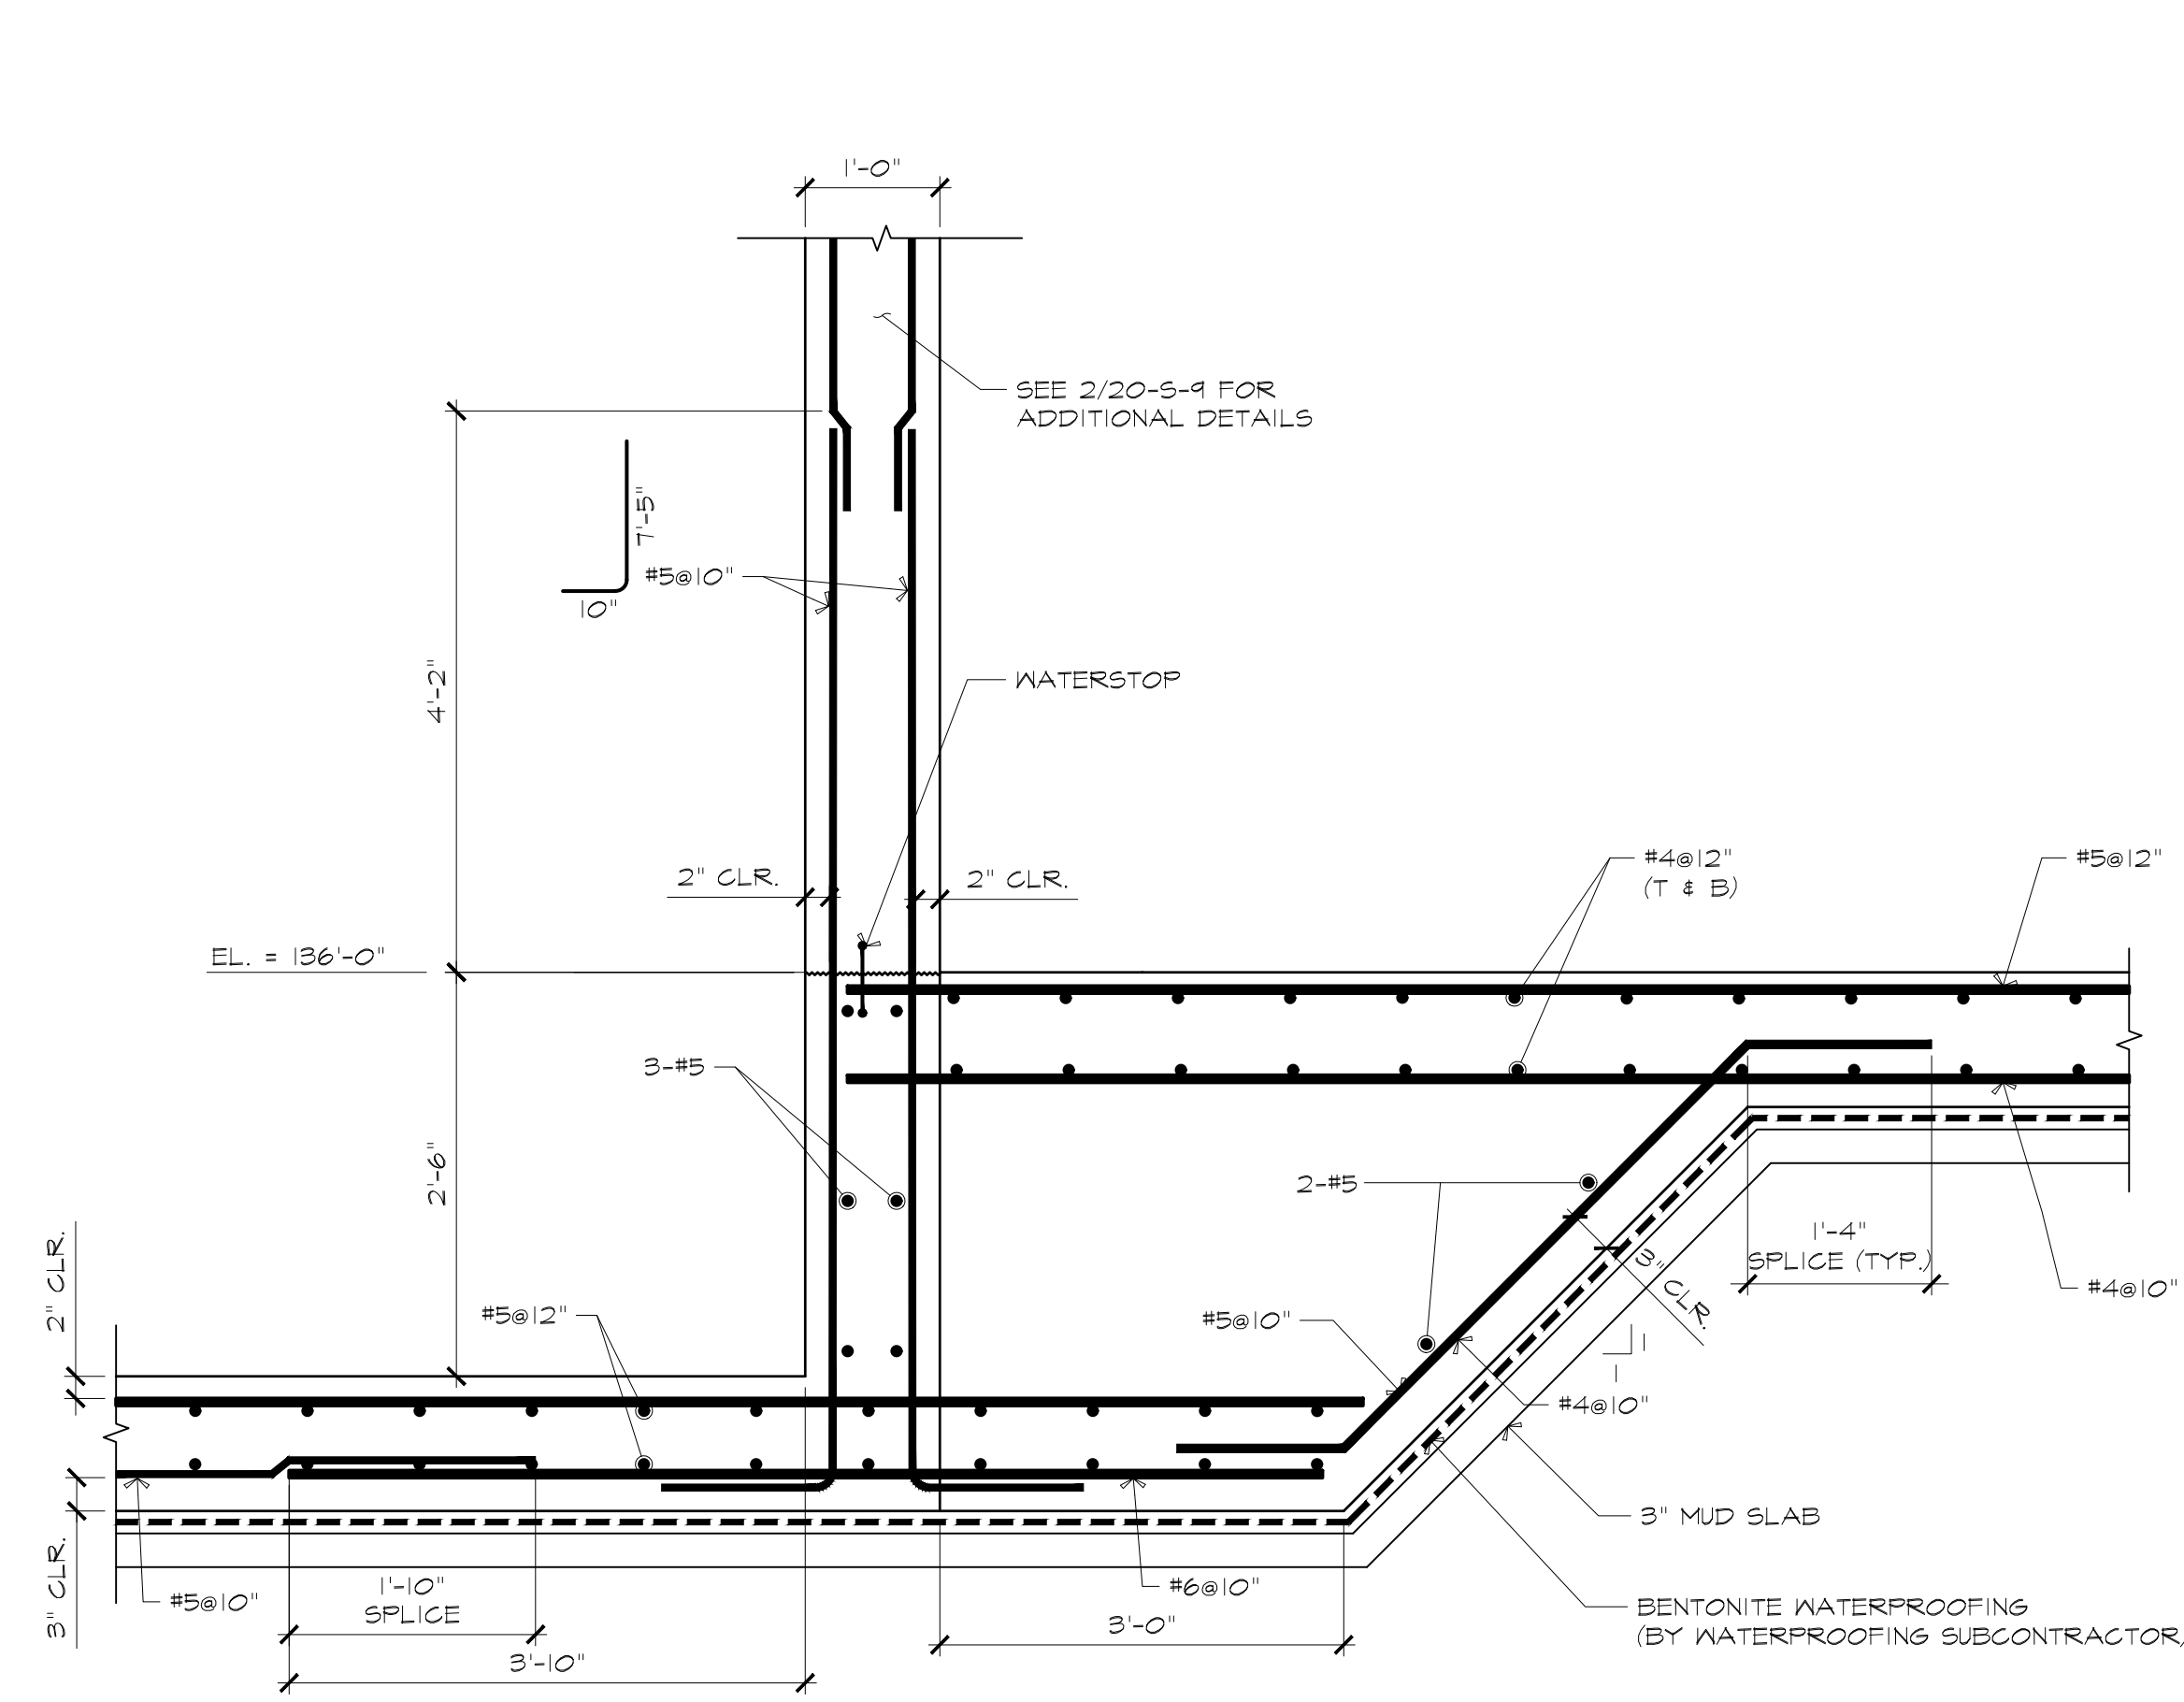 1'-0"
SEE 2/20-S-9 FOR
ADDITIONAL DETAILS
7'-5"
#5@10"
10"
4'-2"
WATERSTOP
2" CLR.
2" CLR.
#4@12"
(T & B)
#5@12"
EL. = 136'-0"
3-#5
2'-6"
2-#5
1'-4"
SPLICE (TYP.)
3" CLR.
2" CLR.
#5@12"
#5@10"
1
1
#4@10"
#4@10"
3" MUD SLAB
3" CLR.
#5@10"
1'-10"
SPLICE
#6@10"
3'-0"
3'-10"
BENTONITE WATERPROOFING
(BY WATERPROOFING SUBCONTRACTOR)